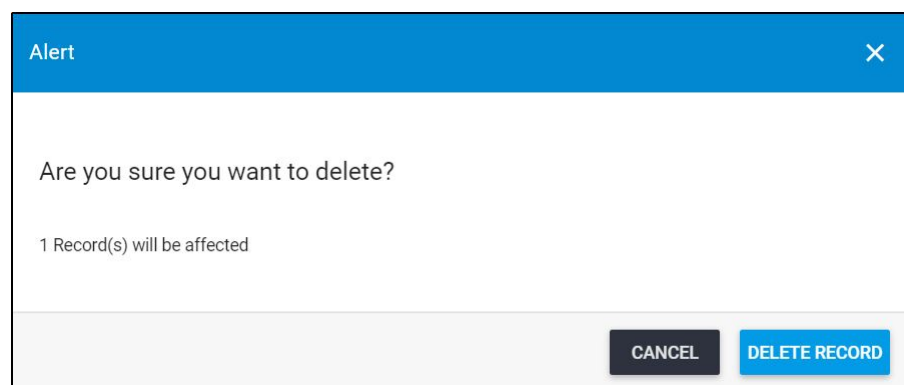 Alert
Are you sure you want to delete?
1 Record(s) will be affected
CANCEL DELETE RECORD